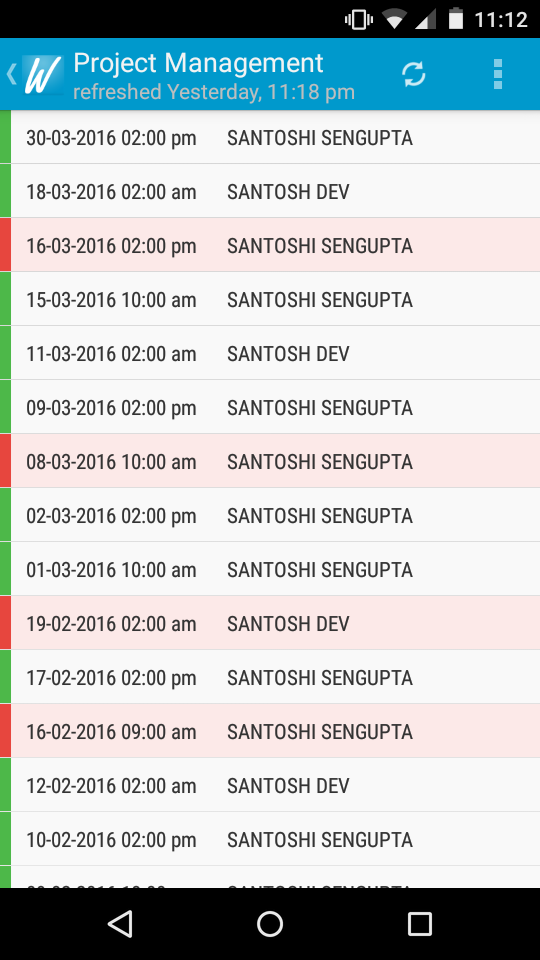 11:12
W
Project Management
refreshed Yesterday, 11:18 pm
30-03-2016 02:00 pm SANTOSHI SENGUPTA
18-03-2016 02:00 am SANTOSH DEV
16-03-2016 02:00 pm SANTOSHI SENGUPTA
15-03-2016 10:00 am SANTOSHI SENGUPTA
11-03-2016 02:00 am SANTOSH DEV
09-03-2016 02:00 pm SANTOSHI SENGUPTA
08-03-2016 10:00 am SANTOSHI SENGUPTA
02-03-2016 02:00 pm SANTOSHI SENGUPTA
01-03-2016 10:00 am SANTOSHI SENGUPTA
19-02-2016 02:00 am SANTOSH DEV
17-02-2016 02:00 pm SANTOSHI SENGUPTA
16-02-2016 09:00 am SANTOSHI SENGUPTA
12-02-2016 02:00 am SANTOSH DEV
10-02-2016 02:00 pm SANTOSHI SENGUPTA